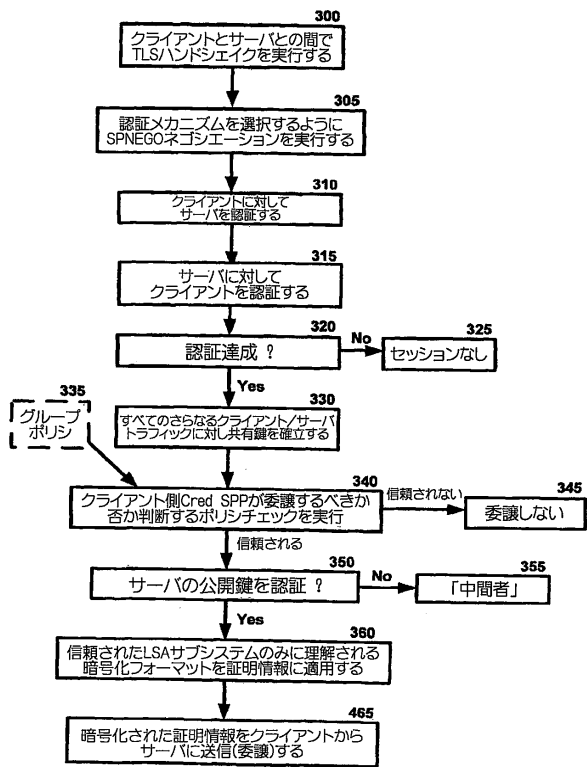 300
クライアントとサーバとの間で
TLSハンドシェイクを実行する
305
認証メカニズムを選択するように
SPNEGOネゴシエーションを実行する
310
クライアントに対して
サーバを認証する
315
サーバに対して
クライアントを認証する
320
認証達成 ?
No
325
セッションなし
Yes
335
グループ
ポリシ
330
すべてのさらなるクライアント/サーバ
トラフィックに対し共有鍵を確立する
340
クライアント側Cred SPPが委譲するべきか
否か判断するポリシチェックを実行
信頼されない
345
委譲しない
信頼される
350
サーバの公開鍵を認証 ?
No
355
「中間者」
Yes
360
信頼されたLSAサブシステムのみに理解される
暗号化フォーマットを証明情報に適用する
465
暗号化された証明情報をクライアントから
サーバに送信(委譲)する